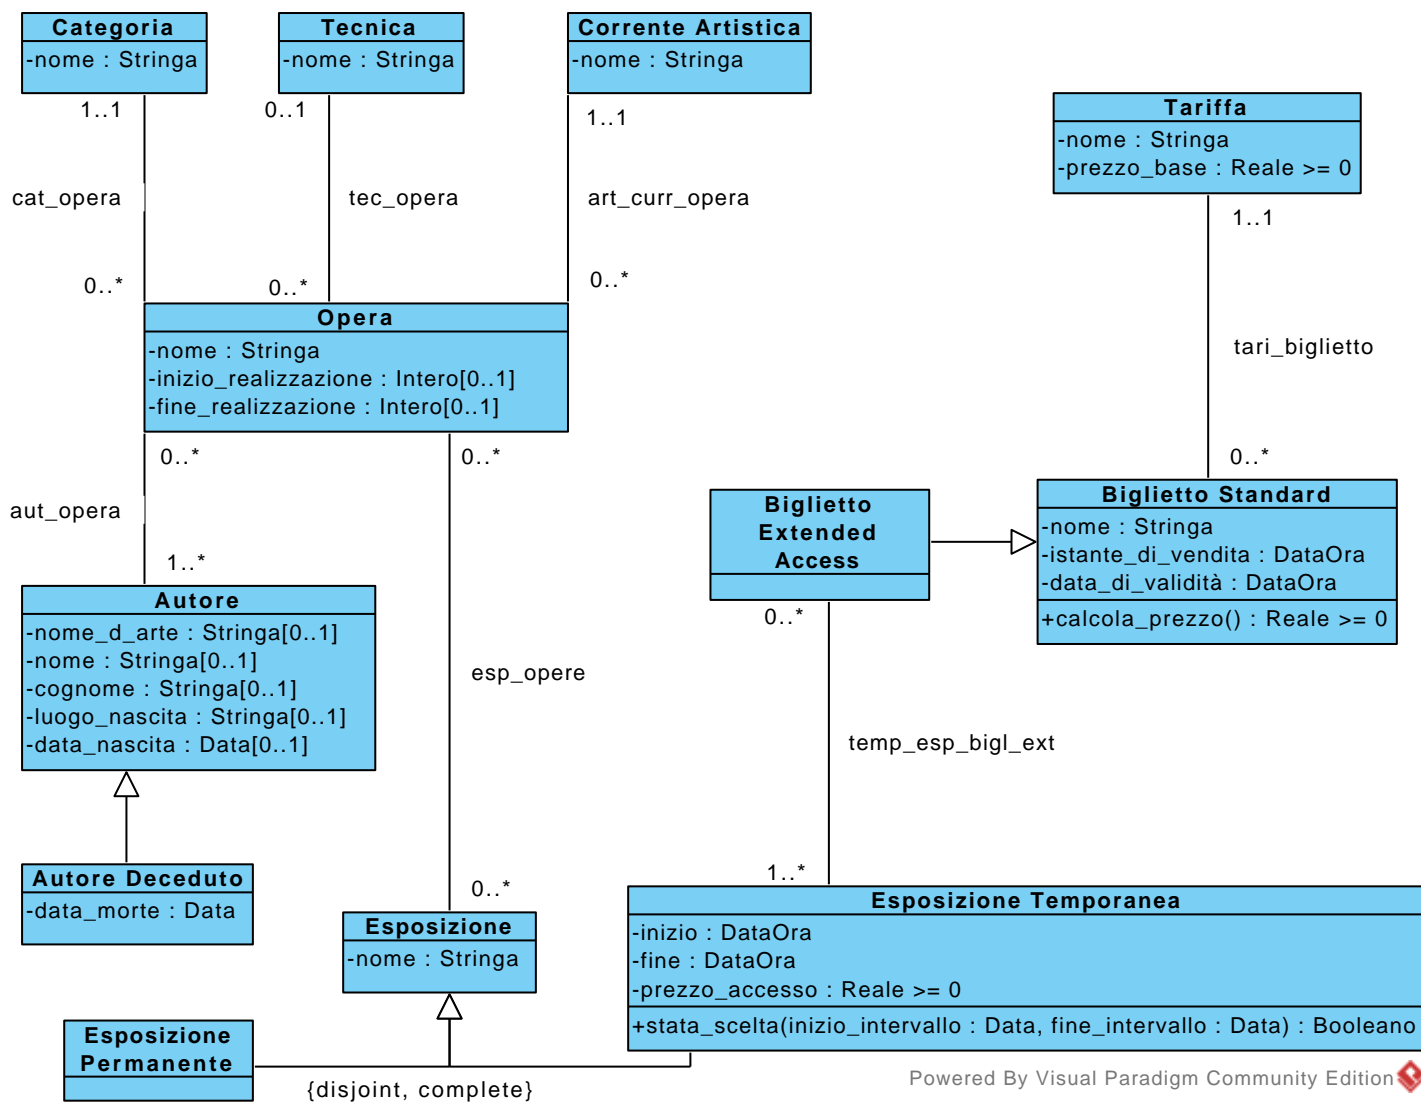 Categoria
-nome : Stringa
Tecnica
-nome : Stringa
Corrente Artistica
-nome : Stringa
1..1
0..1
1..1
Tariffa
-nome : Stringa
-prezzo_base : Reale >= 0
cat_opera
tec_opera
art_curr_opera
1..1
0..*
0..*
0..*
Opera
-nome : Stringa
-inizio_realizzazione : Intero[0..1]
-fine_realizzazione : Intero[0..1]
tari_biglietto
0..*
0..*
0..*
aut_opera
1..*
Biglietto
Extended
Access
Biglietto Standard
-nome : Stringa
-istante_di_vendita : DataOra
-data_di_validità : DataOra
+calcola_prezzo() : Reale >= 0
Autore
-nome_d_arte : Stringa[0..1]
-nome : Stringa[0..1]
-cognome : Stringa[0..1]
-luogo_nascita : Stringa[0..1]
-data_nascita : Data[0..1]
0..*
esp_opere
temp_esp_bigl_ext
Autore Deceduto
-data_morte : Data
0..*
1..*
Esposizione
-nome : Stringa
Esposizione Temporanea
-inizio : DataOra
-fine : DataOra
-prezzo_accesso : Reale >= 0
+stata_scelta(inizio_intervallo : Data, fine_intervallo : Data) : Booleano
Esposizione
Permanente
{disjoint, complete}
Powered By Visual Paradigm Community Edition